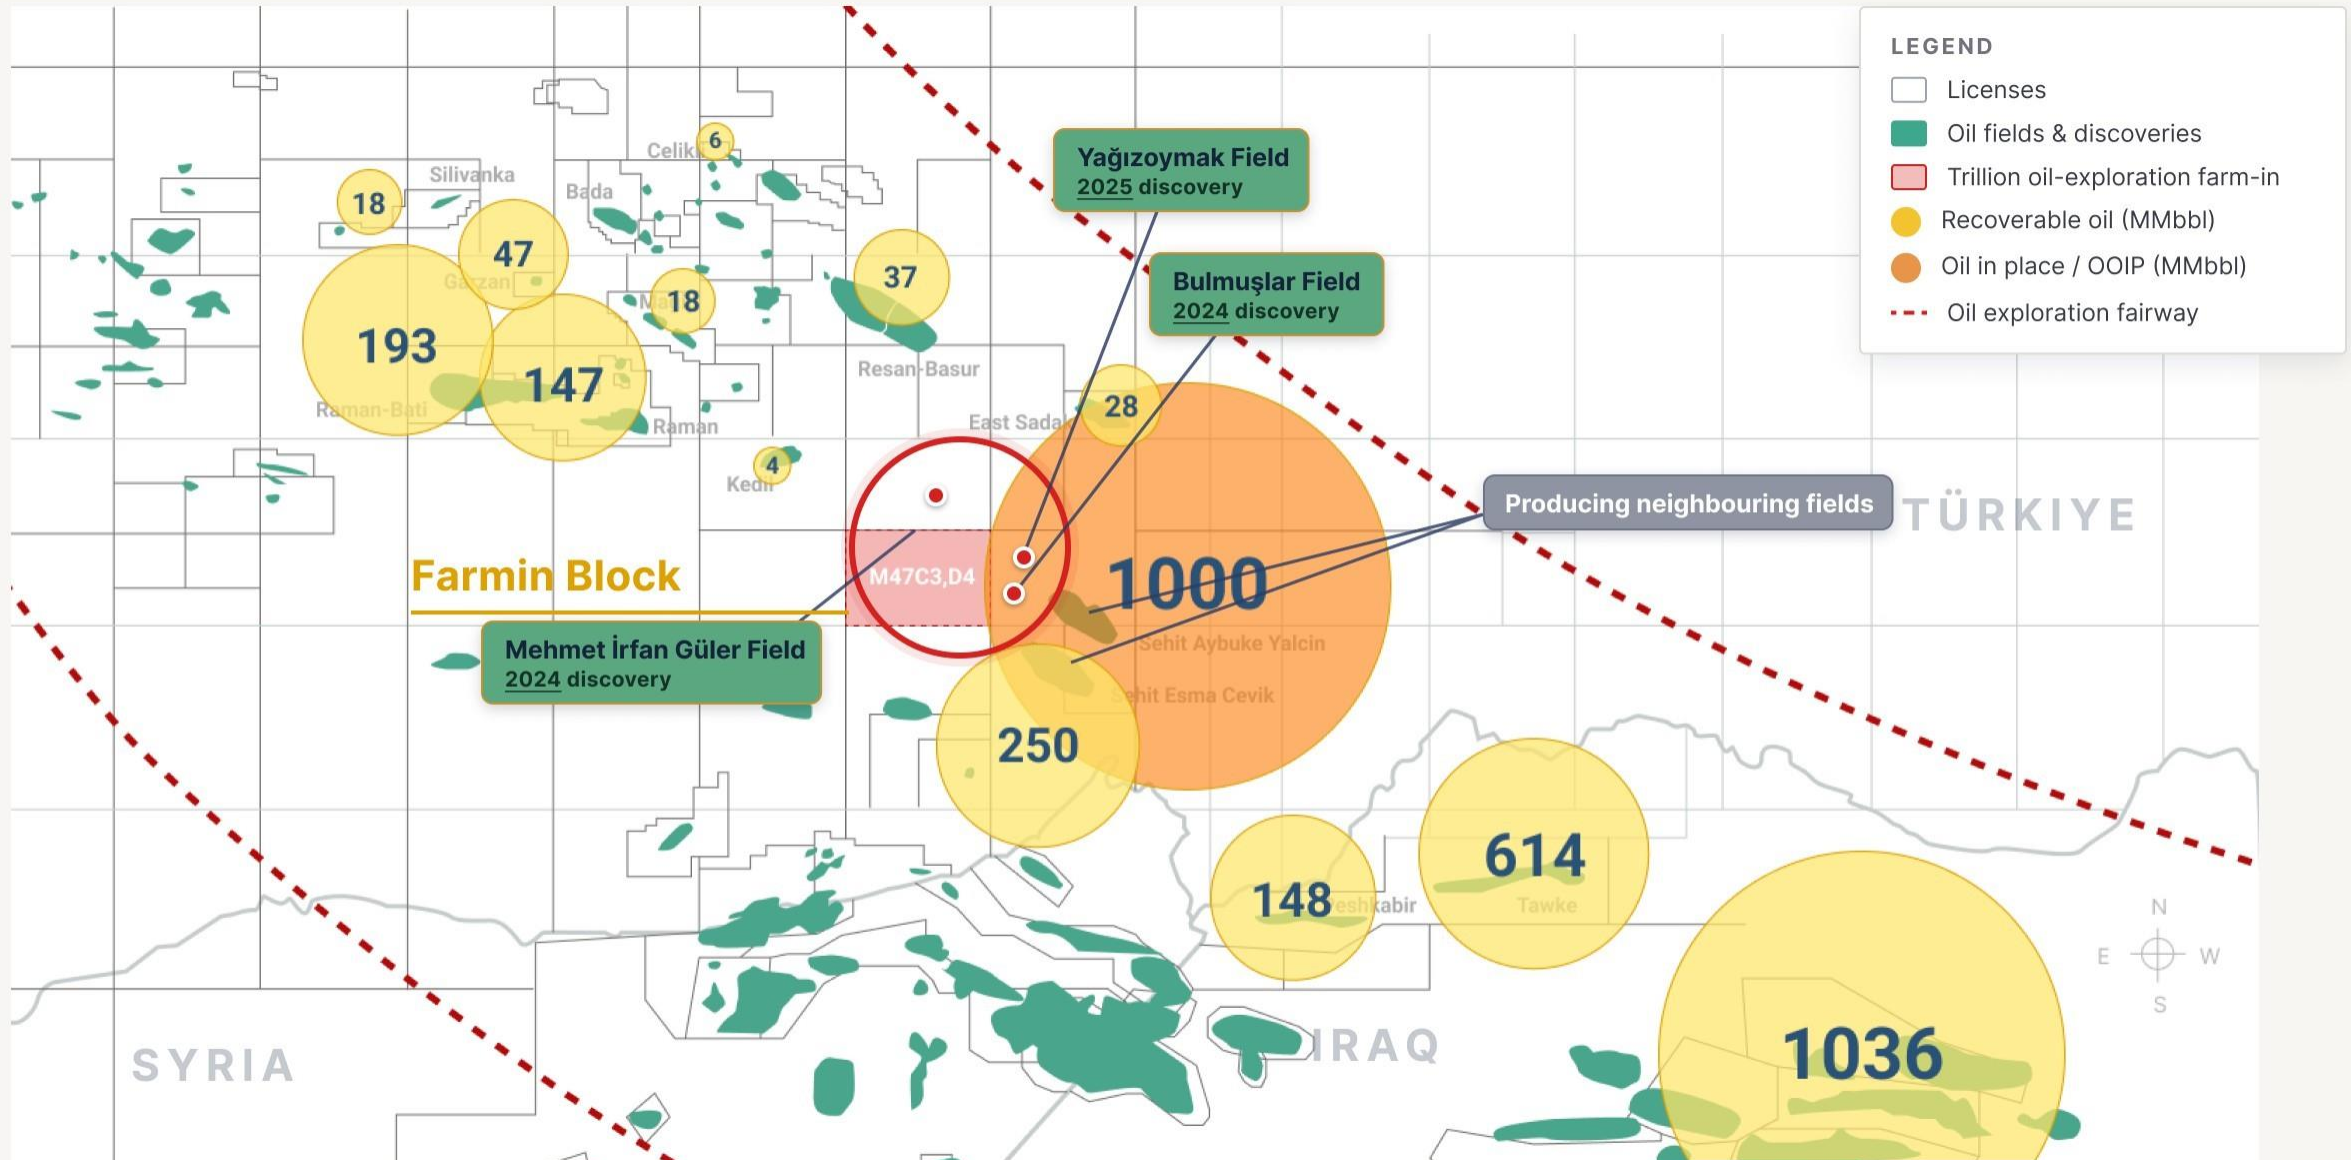 LEGEND
Licenses
Oil fields & discoveries
Trillion oil-exploration farm-in
Recoverable oil (MMbbl)
Oil in place / OOIP (MMbbl)
Oil exploration fairway
6
Yağızoymak Field
2025 discovery
Silivanka
Bada
18
47
37
18
Bulmuşlar Field
2024 discovery
193
147
Resan-Basur
Raman-Bati
Raman
East
28
4
Producing neighbouring fields
TÜRKIYE
Farmin Block
M47C3,D4
1000
Mehmet İrfan Güler Field
2024 discovery
Sehit Aybuke Yalcin
Sehit Esma Cevik
250
614
148
Tawke
N
E
W
S
SYRIA
IRAQ
1036